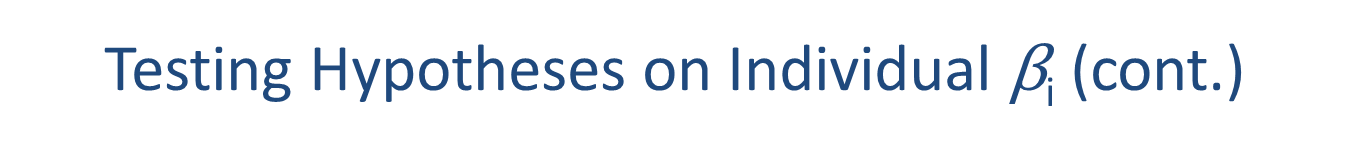 Testing Hypotheses on Individual βi (cont.)